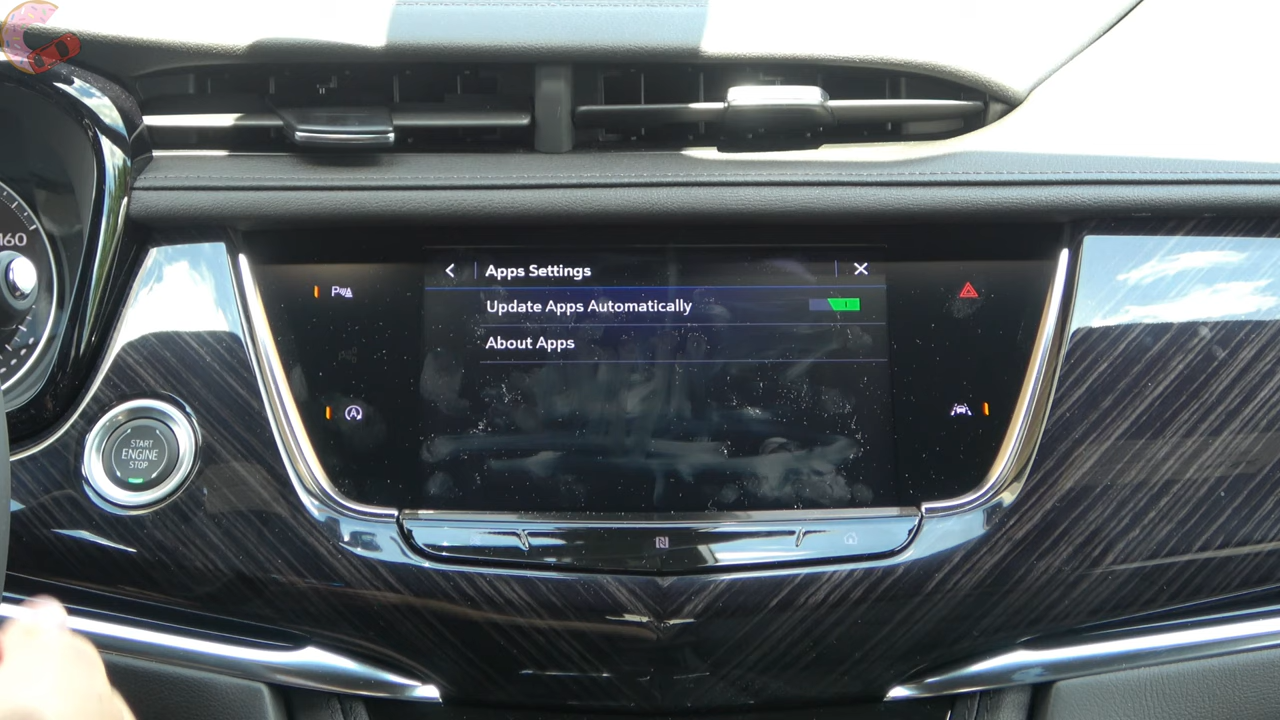 160
Apps Settings
Update Apps Automatically
About Apps
START
ENGINE
STOP
P
A